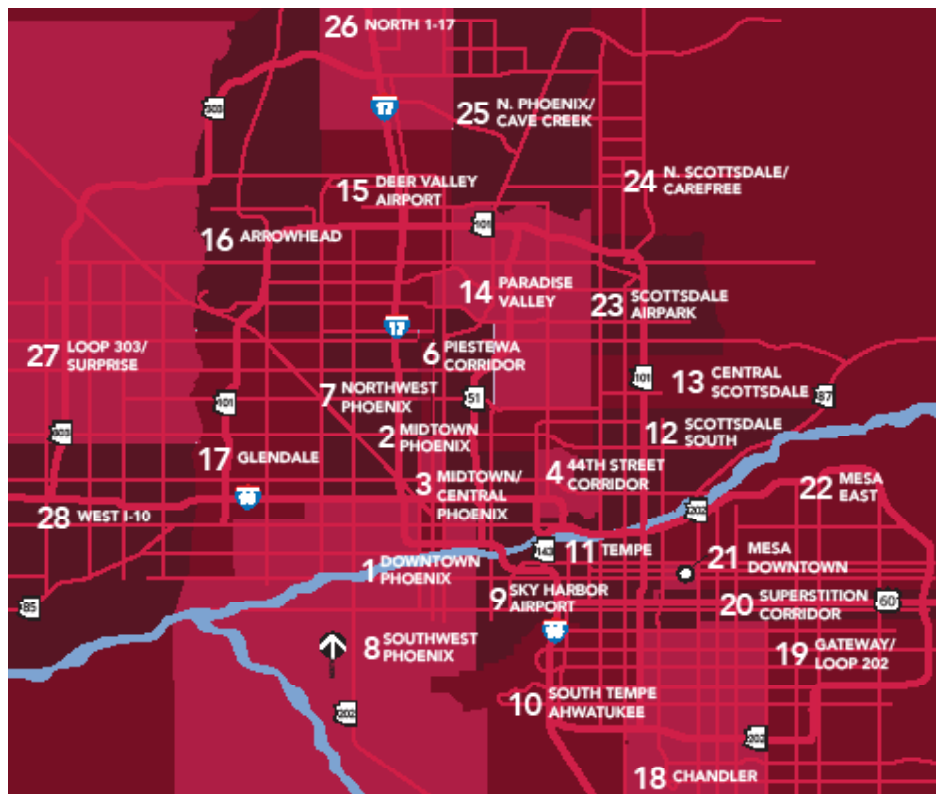 26 NORTH 1-17
17
303
25 N. PHOENIX/
CAVE CREEK
15 DEER VALLEY
AIRPORT
24 N. SCOTTSDALE/
CAREFREE
16 ARROWHEAD
101
14 PARADISE
VALLEY
23 SCOTTSDALE
AIRPARK
17
27 LOOP 303/
SURPRISE
6 PIESTEWA
CORRIDOR
7 NORTHWEST
PHOENIX
101
51
101
13 CENTRAL
SCOTTSDALE
87
303
2 MIDTOWN
PHOENIX
12 SCOTTSDALE
SOUTH
17 GLENDALE
3 MIDTOWN/
CENTRAL
PHOENIX
4 44TH STREET
CORRIDOR
22 MESA
EAST
28 WEST I-10
202
143
11 TEMPE
21 MESA
DOWNTOWN
1 DOWNTOWN
PHOENIX
85
9 SKY HARBOR
AIRPORT
20 SUPERSTITION
CORRIDOR
60
8 SOUTHWEST
PHOENIX
19 GATEWAY/
LOOP 202
10 SOUTH TEMPE
AHWATUKEE
202
202
18 CHANDLER